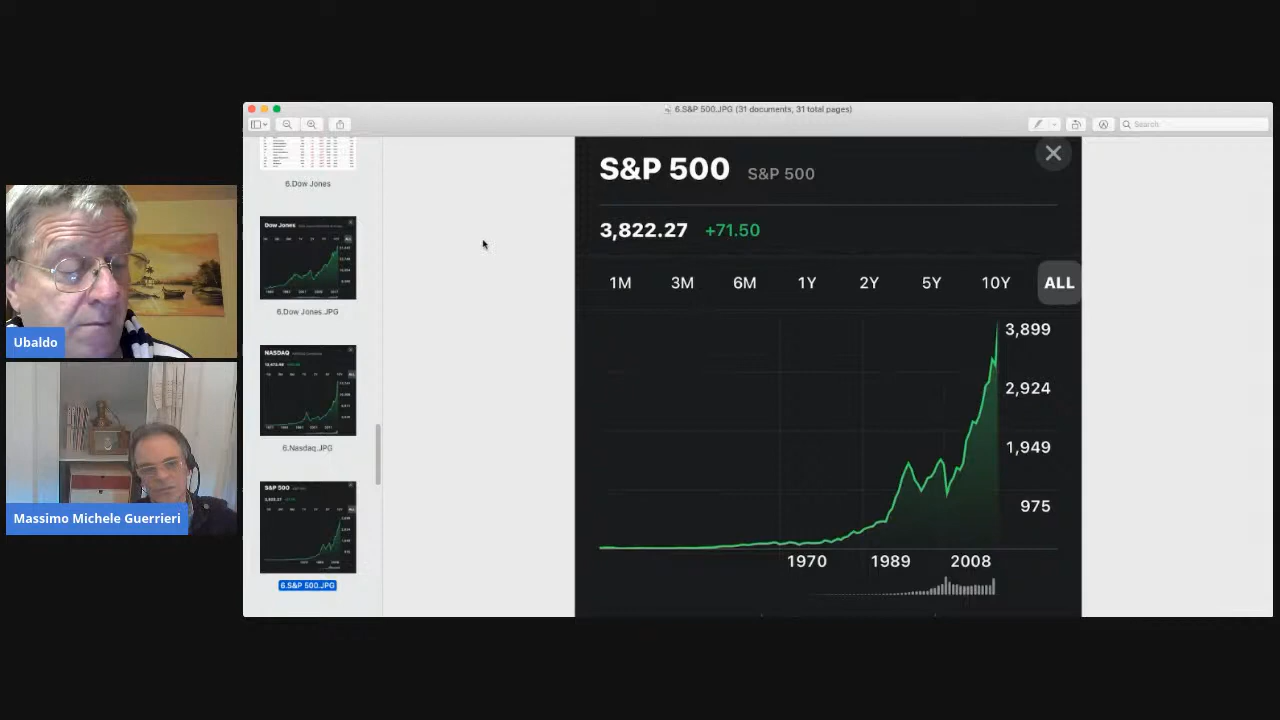 6.S&P 500.JPG (31 documents, 31 total pages)
Search
6.Dow Jones
Dow Jones
6.Dow Jones.JPG
NASDAQ
6.Nasdaq.JPG
S&P 500
6.S&P 500.JPG
S&P 500 S&P 500
3,822.27 +71.50
1M 3M 6M 1Y 2Y 5Y 10Y ALL
3,899
2,924
1,949
975
1970 1989 2008
Ubaldo
Massimo Michele Guerrieri